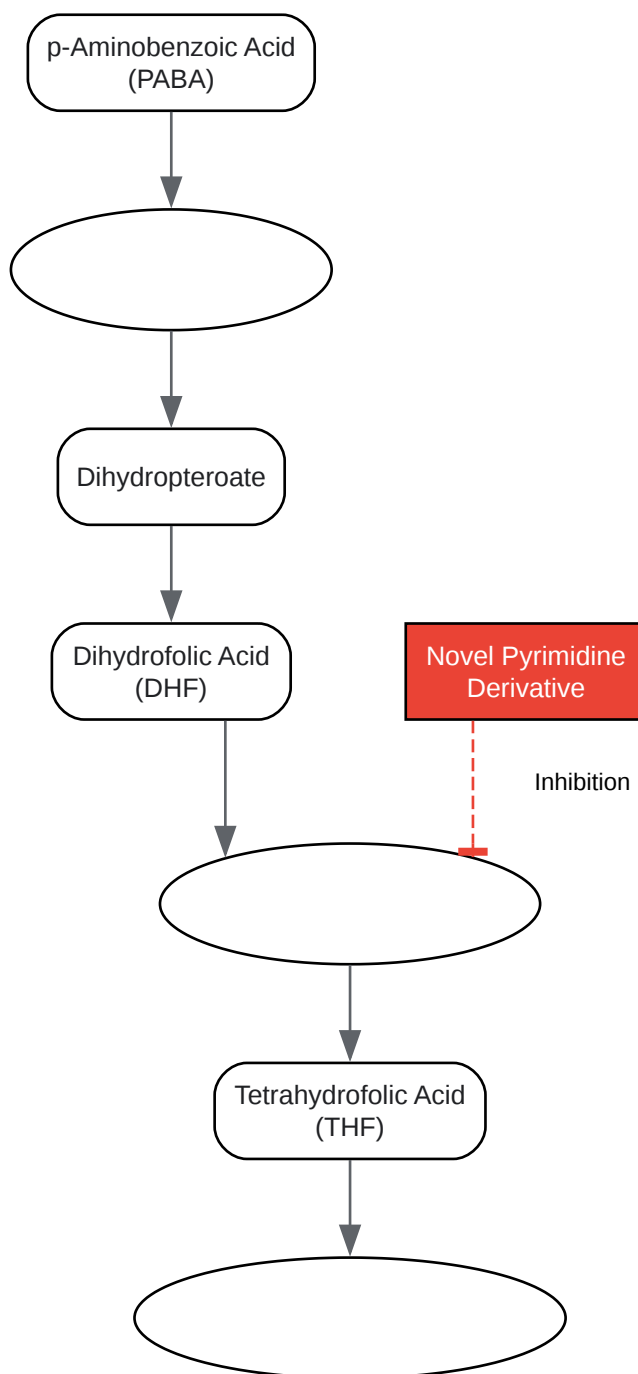 p-Aminobenzoic Acid
(PABA)
Dihydropteroate
Dihydrofolic Acid
(DHF)
Novel Pyrimidine
Derivative
Inhibition
Tetrahydrofolic Acid
(THF)